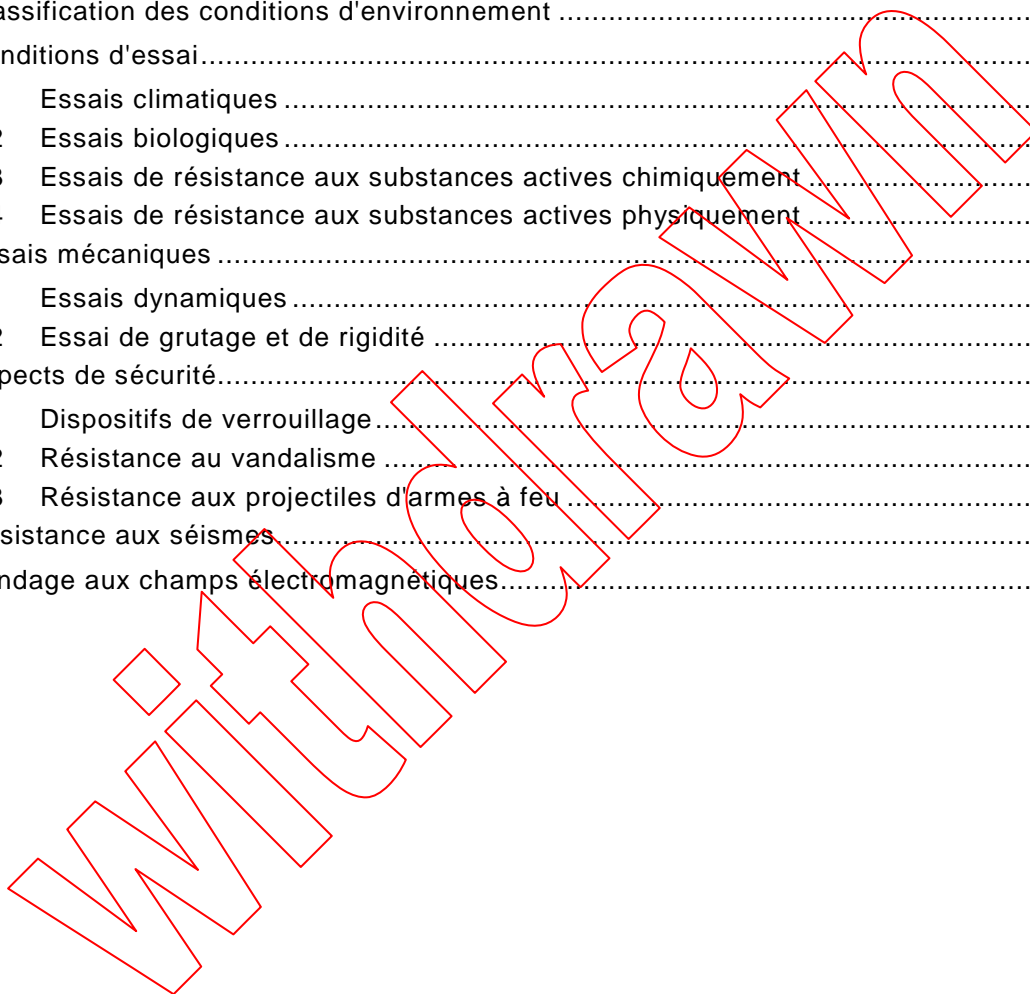 assification des conditions d'environnement
nditions d'essai
Essais climatiques
2 Essais biologiques
3 Essais de résistance aux substances actives chimiquement
Essais de résistance aux substances actives physiquement
sais mécaniques
Essais dynamiques
2 Essai de grutage et de rigidité
pects de sécurité
Dispositifs de verrouillage
2 Résistance au vandalisme
3 Résistance aux projectiles d'armes à feu
sistance aux séismes
ndage aux champs électromagnétiques
withdrawn